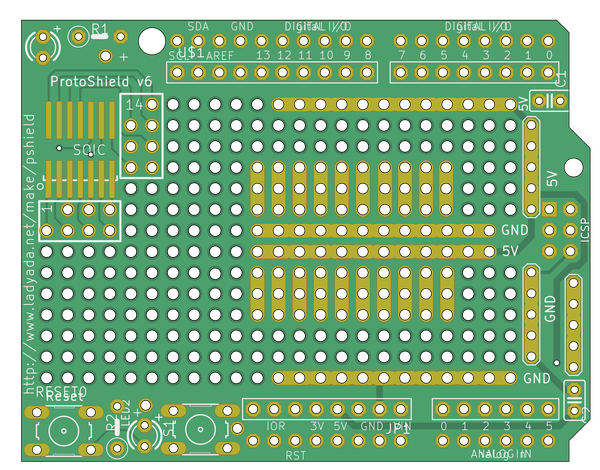 R1
SDA
GND
Digital I/O
Digital I/O
+
+
U$1
SCL
AREF
13 12 11 10 9 8
7 6 5 4 3 2 1 0
C1
ProtoShield v6
14
5V
SOIC
5V
1
GND
ICSP
5V
http://www.ladyada.net/make/pshield
GND
GND
RESET0
Reset
R2
LED2
+
S1
IOR
3V
5V
GND
JP1
VIN
0 1 2 3 4 5
RST
ANALOG IN